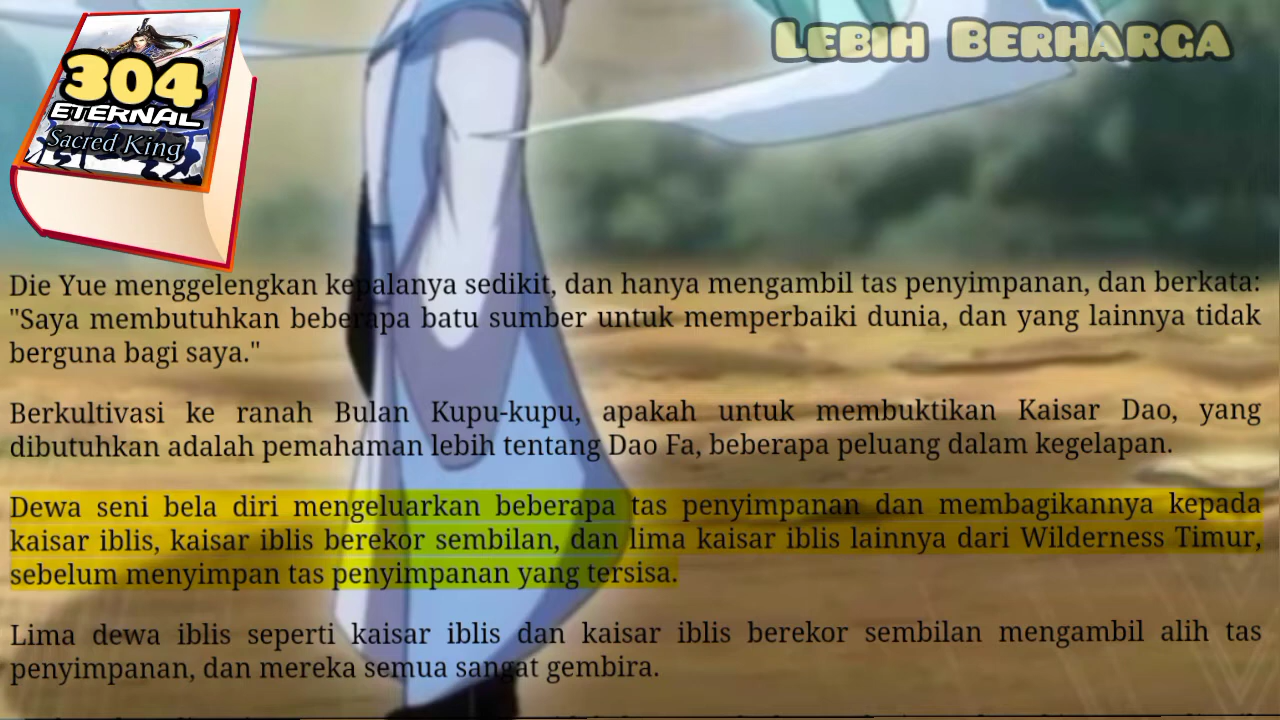 LEBIH BERHARGA
304
ETERNAL
Sacred King
Die Yue menggelengkan kepalanya sedikit, dan hanya mengambil tas penyimpanan, dan berkata:
"Saya membutuhkan beberapa batu sumber untuk memperbaiki dunia, dan yang lainnya tidak
berguna bagi saya."
Berkultivasi ke ranah Bulan Kupu-kupu, apakah untuk membuktikan Kaisar Dao, yang
dibutuhkan adalah pemahaman lebih tentang Dao Fa, beberapa peluang dalam kegelapan.
Dewa seni bela diri mengeluarkan beberapa tas penyimpanan dan membagikannya kepada
kaisar iblis, kaisar iblis berekor sembilan, dan lima kaisar iblis lainnya dari Wilderness Timur,
sebelum menyimpan tas penyimpanan yang tersisa.
Lima dewa iblis seperti kaisar iblis dan kaisar iblis berekor sembilan mengambil alih tas
penyimpanan, dan mereka semua sangat gembira.